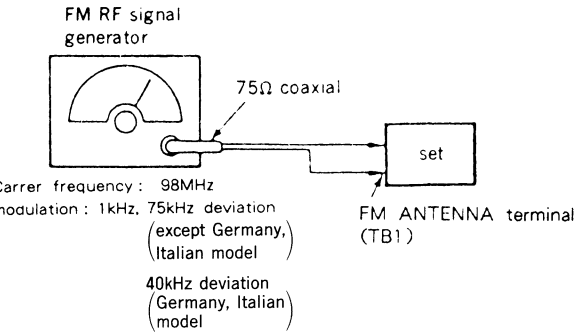 FM RF signal
generator
75Ω coaxial
set
Carrer frequency : 98MHz
modulation : 1kHz, 75kHz deviation
(except Germany,
Italian model)
40kHz deviation
(Germany, Italian
model)
FM ANTENNA terminal
(TB1)